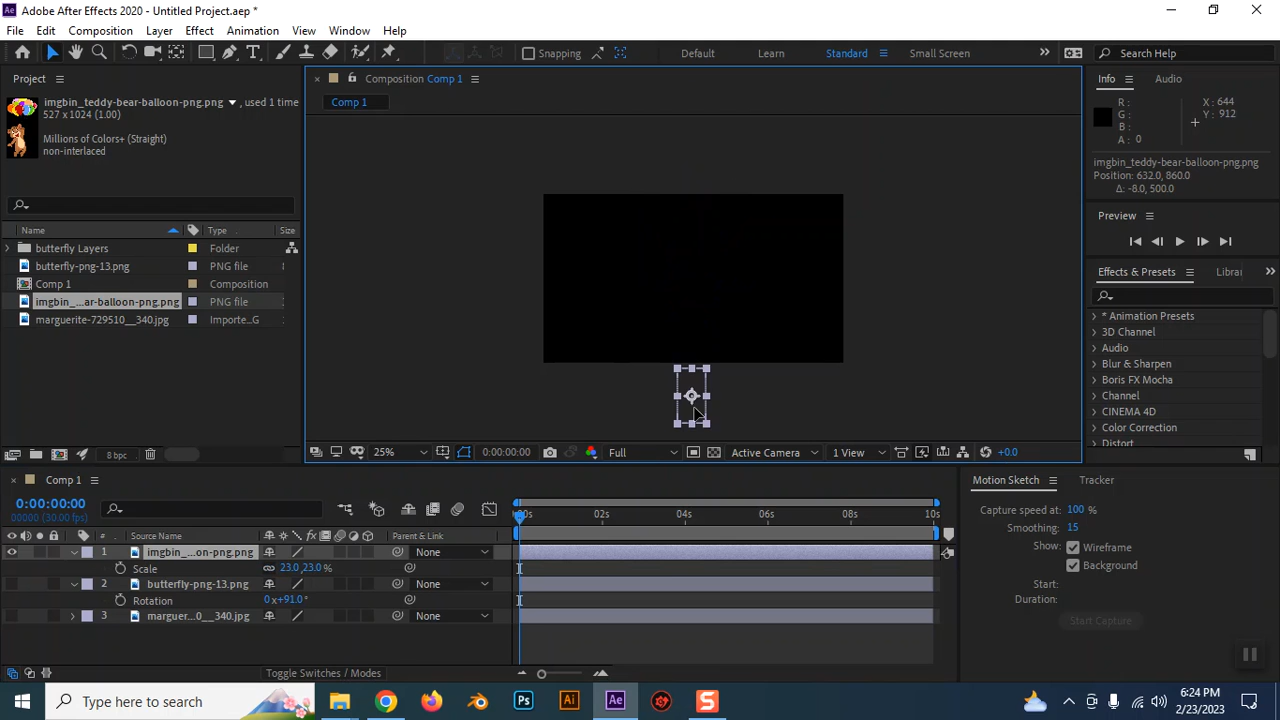 Ae Adobe After Effects 2020 - Untitled Project.aep *
File Edit Composition Layer Effect Animation View Window Help
Snapping Default Learn Standard Small Screen Search Help
Project
Composition Comp 1
Info Audio
imgbin_teddy-bear-balloon-png.png , used 1 time
527 x 1024 (1.00)
Millions of Colors+ (Straight)
non-interlaced
Comp 1
R :
G :
B :
A : 0
X : 644
Y : 912
imgbin_teddy-bear-balloon-png.png
Position: 632.0, 860.0
Δ: -8.0, 500.0
Preview
Name Type Size
butterfly Layers Folder
butterfly-png-13.png PNG file
Comp 1 Composition
imgbin_...ar-balloon-png.png PNG file
marguerite-729510__340.jpg Importe...G
Effects & Presets Librai
* Animation Presets
3D Channel
Audio
Blur & Sharpen
Boris FX Mocha
Channel
CINEMA 4D
Color Correction
Distort
8 bpc
25% 0:00:00:00 Full Active Camera 1 View +0.0
Comp 1
0:00:00:00
00000 (30.00 fps)
# Source Name fx Parent & Link
00s 02s 04s 06s 08s 10s
1 imgbin_...on-png.png None
Scale 23.0,23.0 %
2 butterfly-png-13.png None
Rotation 0x+91.0°
3 marguer...0__340.jpg None
Toggle Switches / Modes
Motion Sketch Tracker
Capture speed at: 100 %
Smoothing: 15
Show: Wireframe
Background
Start:
Duration:
Start Capture
Type here to search
Ps Ai Ae S
6:24 PM
2/23/2023